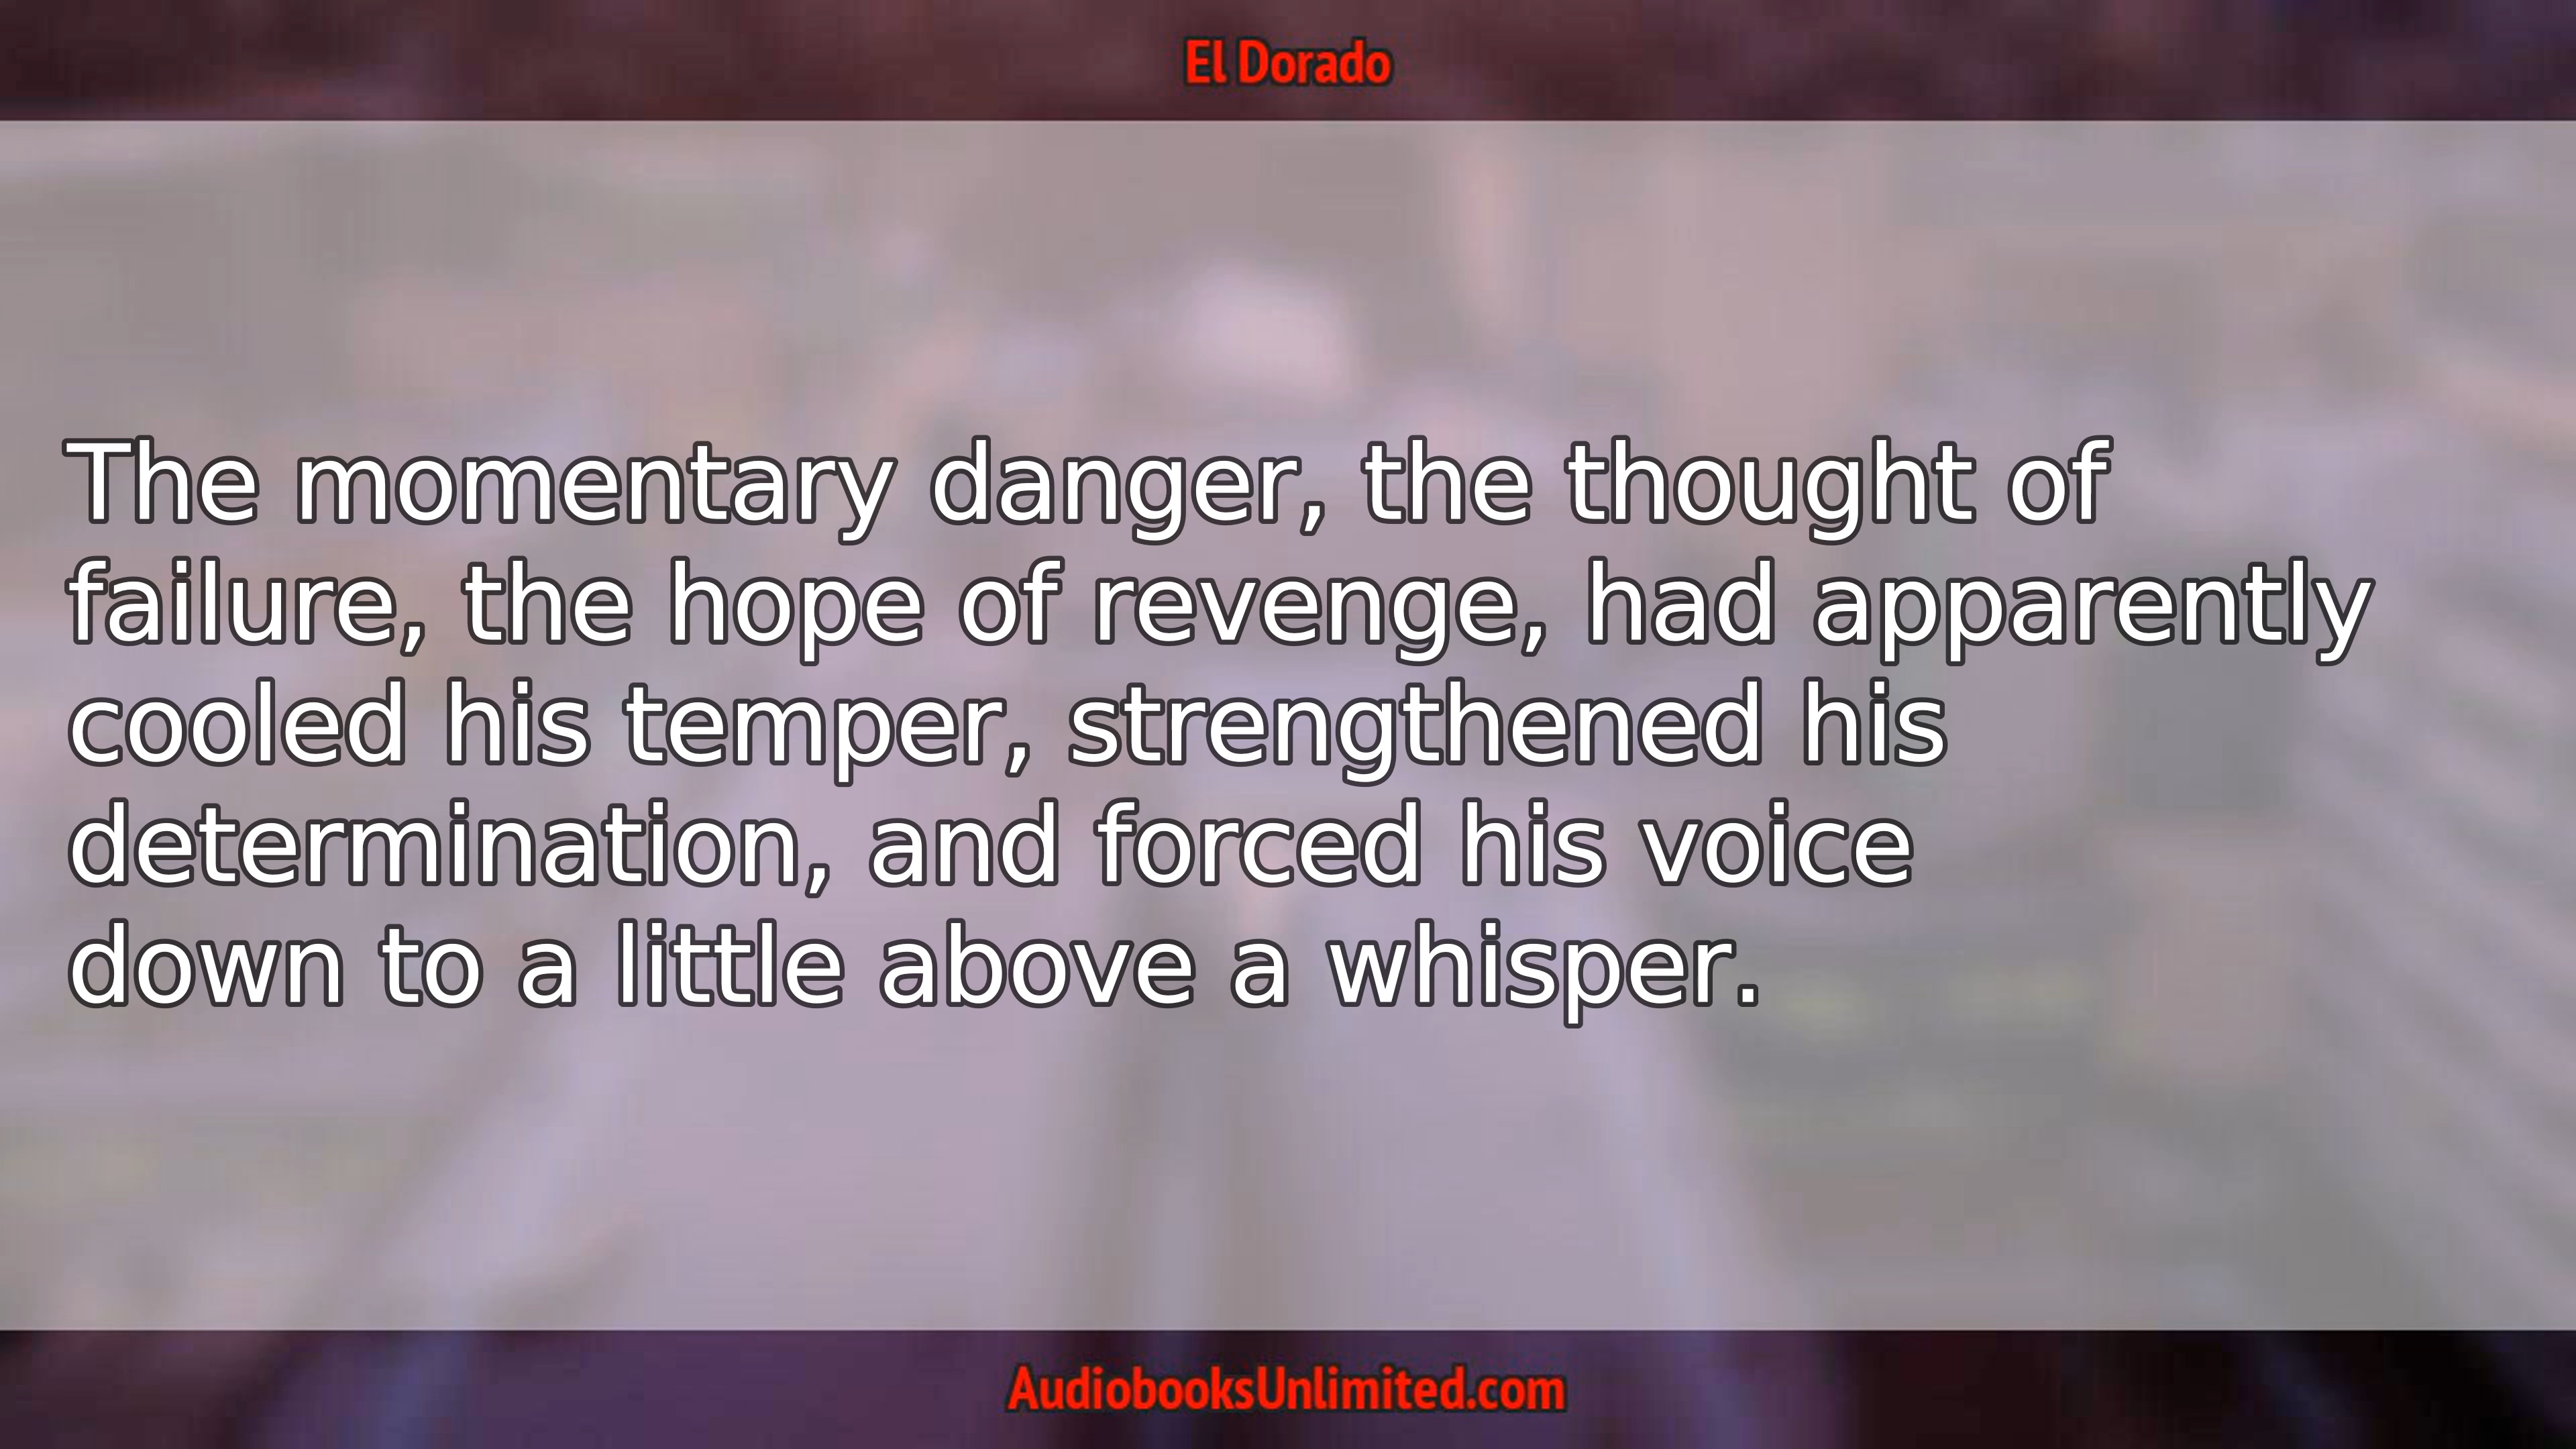 El Dorado
The momentary danger, the thought of
failure, the hope of revenge, had apparently
cooled his temper, strengthened his
determination, and forced his voice
down to a little above a whisper.
AudiobooksUnlimited.com